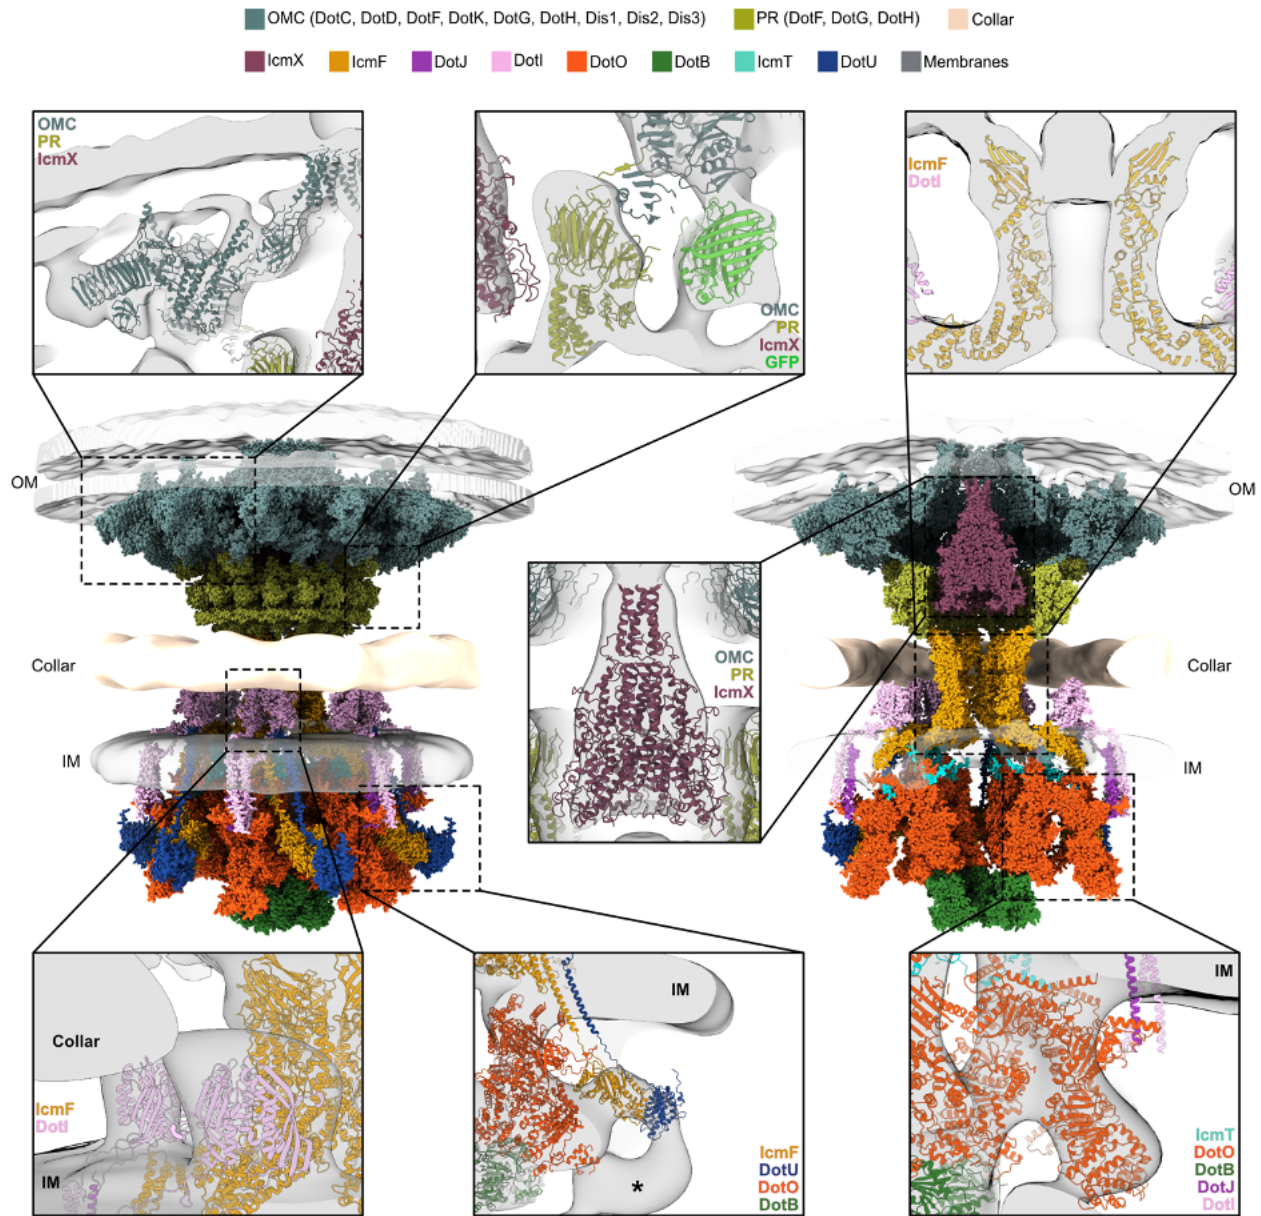 OMC (DotC, DotD, DotF, DotK, DotG, DotH, Dis1, Dis2, Dis3) PR (DotF, DotG, DotH) Collar
IcmX IcmF DotJ DotI DotO DotB IcmT DotU Membranes
OMC
PR
IcmX
OMC
PR
IcmX
GFP
IcmF
DotI
OM
OM
Collar
Collar
OMC
PR
IcmX
IM
IM
Collar
IcmF
DotI
IM
IM
IcmF
DotU
DotO
DotB
*
IM
IcmT
DotO
DotB
DotJ
DotI